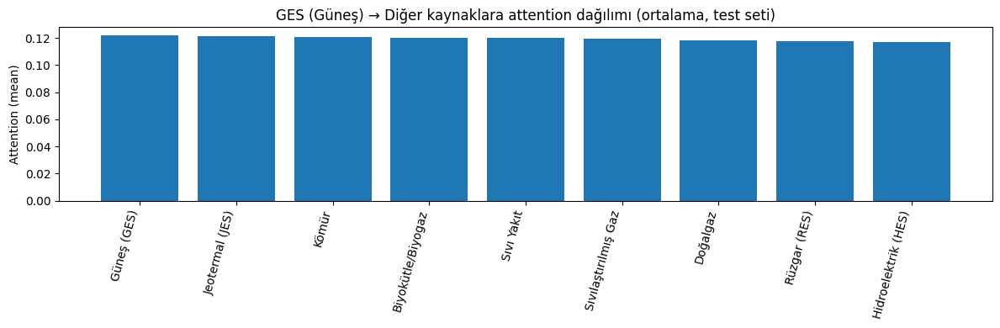 GES (Güneş) → Diğer kaynaklara attention dağılımı (ortalama, test seti)
Attention (mean)
0.12
0.10
0.08
0.06
0.04
0.02
0.00
Güneş (GES)
Jeotermal (JES)
Kömür
Biyokütle/Biyogaz
Sıvı Yakıt
Sıvılaştırılmış Gaz
Doğalgaz
Rüzgar (RES)
Hidroelektrik (HES)